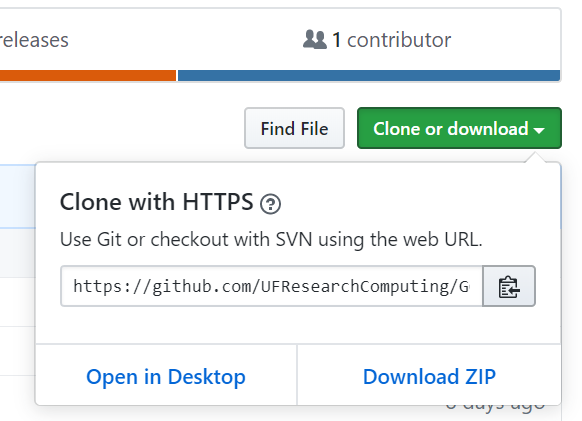 releases
1 contributor
Find File
Clone or download
Clone with HTTPS ?
Use Git or checkout with SVN using the web URL.
https://github.com/UFResearchComputing/G
Open in Desktop
Download ZIP
days ago